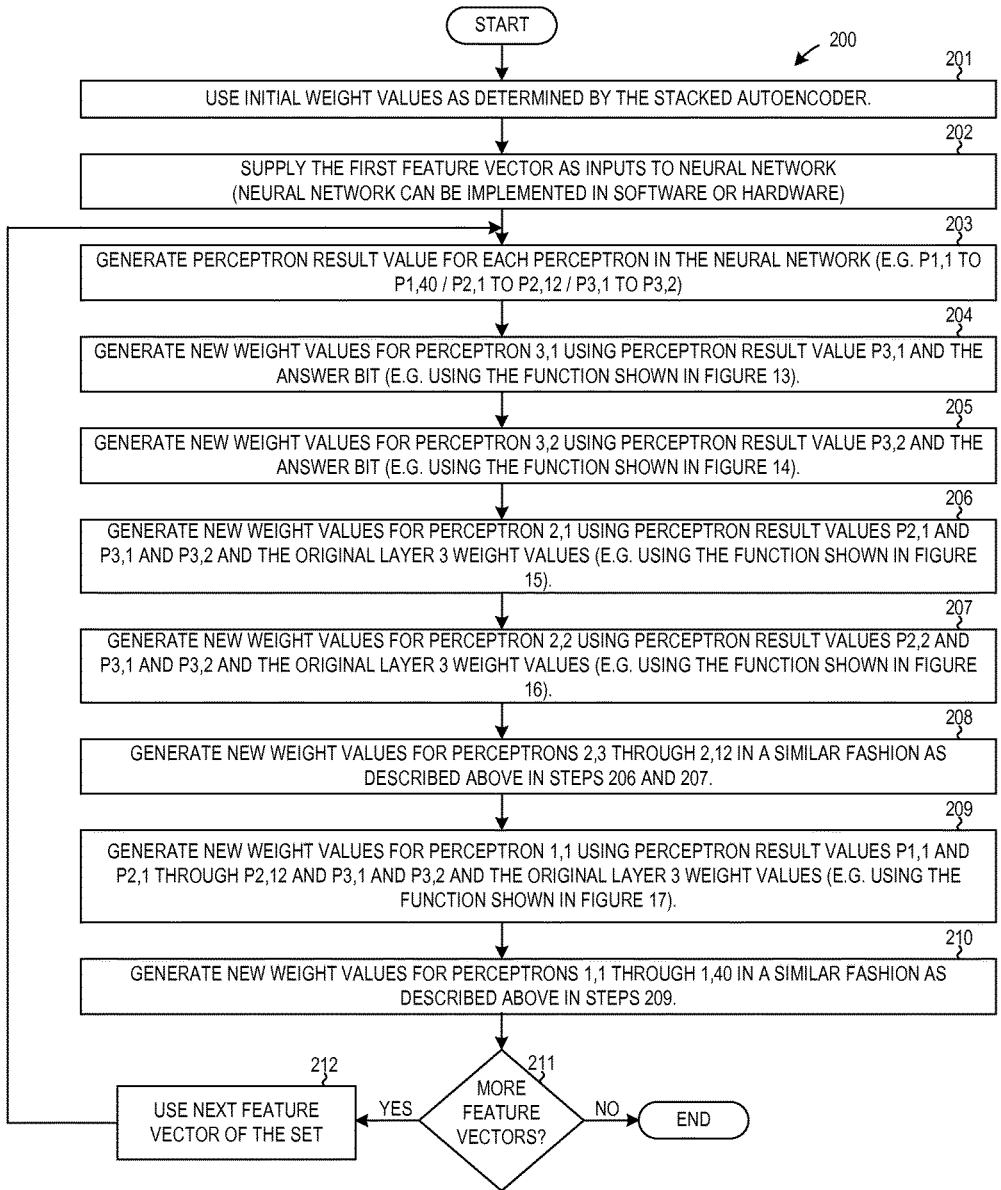 START
200
201
USE INITIAL WEIGHT VALUES AS DETERMINED BY THE STACKED AUTOENCODER.
202
SUPPLY THE FIRST FEATURE VECTOR AS INPUTS TO NEURAL NETWORK
(NEURAL NETWORK CAN BE IMPLEMENTED IN SOFTWARE OR HARDWARE)
203
GENERATE PERCEPTRON RESULT VALUE FOR EACH PERCEPTRON IN THE NEURAL NETWORK (E.G. P1,1 TO
P1,40 / P2,1 TO P2,12 / P3,1 TO P3,2)
204
GENERATE NEW WEIGHT VALUES FOR PERCEPTRON 3,1 USING PERCEPTRON RESULT VALUE P3,1 AND THE
ANSWER BIT (E.G. USING THE FUNCTION SHOWN IN FIGURE 13).
205
GENERATE NEW WEIGHT VALUES FOR PERCEPTRON 3,2 USING PERCEPTRON RESULT VALUE P3,2 AND THE
ANSWER BIT (E.G. USING THE FUNCTION SHOWN IN FIGURE 14).
206
GENERATE NEW WEIGHT VALUES FOR PERCEPTRON 2,1 USING PERCEPTRON RESULT VALUES P2,1 AND
P3,1 AND P3,2 AND THE ORIGINAL LAYER 3 WEIGHT VALUES (E.G. USING THE FUNCTION SHOWN IN FIGURE
15).
207
GENERATE NEW WEIGHT VALUES FOR PERCEPTRON 2,2 USING PERCEPTRON RESULT VALUES P2,2 AND
P3,1 AND P3,2 AND THE ORIGINAL LAYER 3 WEIGHT VALUES (E.G. USING THE FUNCTION SHOWN IN FIGURE
16).
208
GENERATE NEW WEIGHT VALUES FOR PERCEPTRONS 2,3 THROUGH 2,12 IN A SIMILAR FASHION AS
DESCRIBED ABOVE IN STEPS 206 AND 207.
209
GENERATE NEW WEIGHT VALUES FOR PERCEPTRON 1,1 USING PERCEPTRON RESULT VALUES P1,1 AND
P2,1 THROUGH P2,12 AND P3,1 AND P3,2 AND THE ORIGINAL LAYER 3 WEIGHT VALUES (E.G. USING THE
FUNCTION SHOWN IN FIGURE 17).
210
GENERATE NEW WEIGHT VALUES FOR PERCEPTRONS 1,1 THROUGH 1,40 IN A SIMILAR FASHION AS
DESCRIBED ABOVE IN STEPS 209.
211
MORE
FEATURE
VECTORS?
YES
NO
212
USE NEXT FEATURE
VECTOR OF THE SET
END